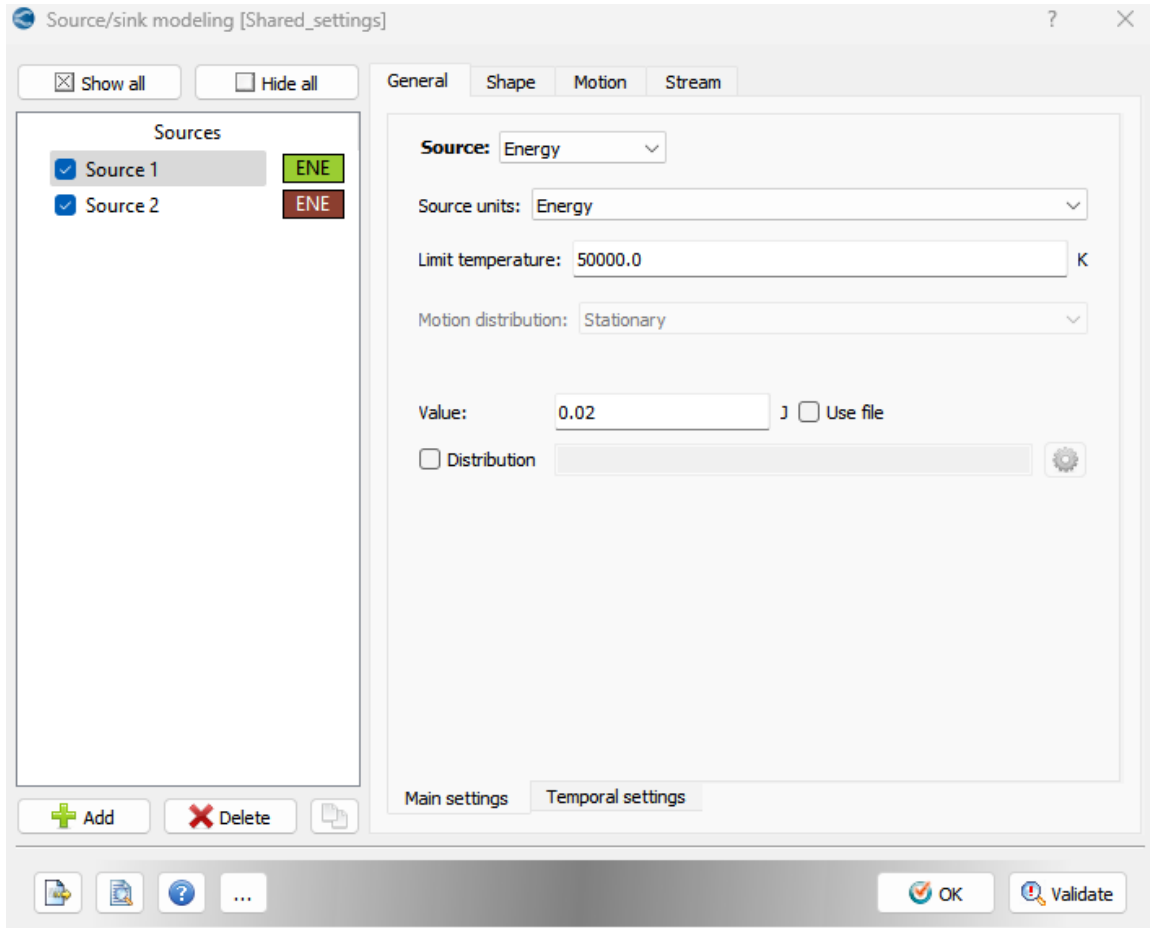 Source/sink modeling [Shared_settings] ?
Show all Hide all
General Shape Motion Stream
Sources
Source 1 ENE
Source 2 ENE
Source: Energy
Source units: Energy
Limit temperature: 50000.0 K
Motion distribution: Stationary
Value: 0.02 J Use file
Distribution
Main settings Temporal settings
Add Delete
? ... OK Validate